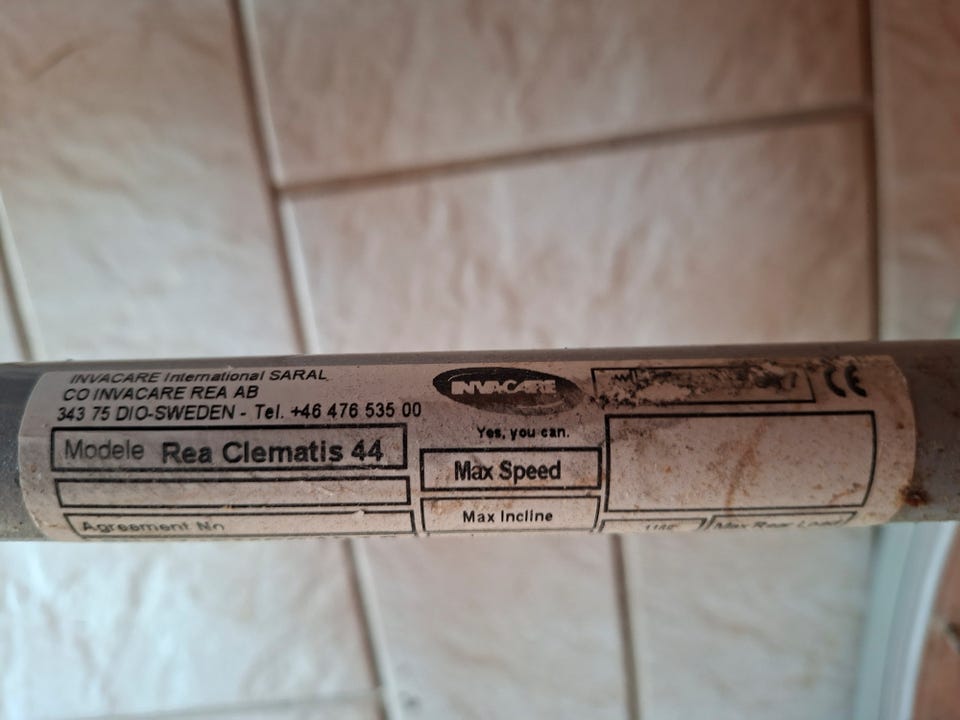 INVACARE International SARAL
CO INVACARE REA AB
343 75 DIO-SWEDEN - Tel. +46 476 535 00
Modele Rea Clematis 44
Agreement No
INVACARE
Yes, you can.
Max Speed
Max Incline
CE
Max Rear Load